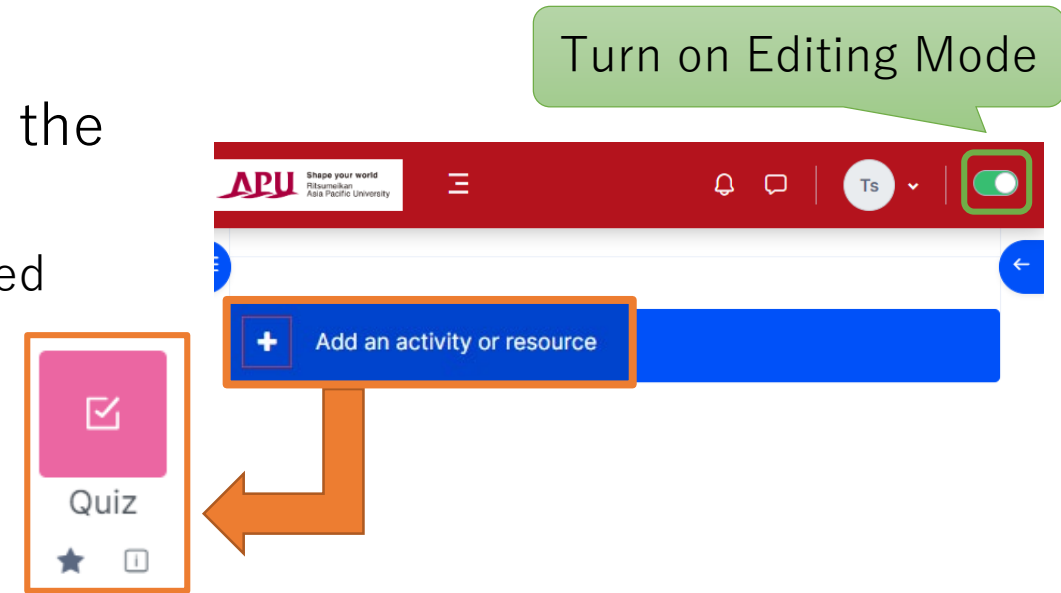 Turn on Editing Mode
the
APU
Shape your world
Ritsumeikan
Asia Pacific University
Ts
ed
Add an activity or resource
Quiz